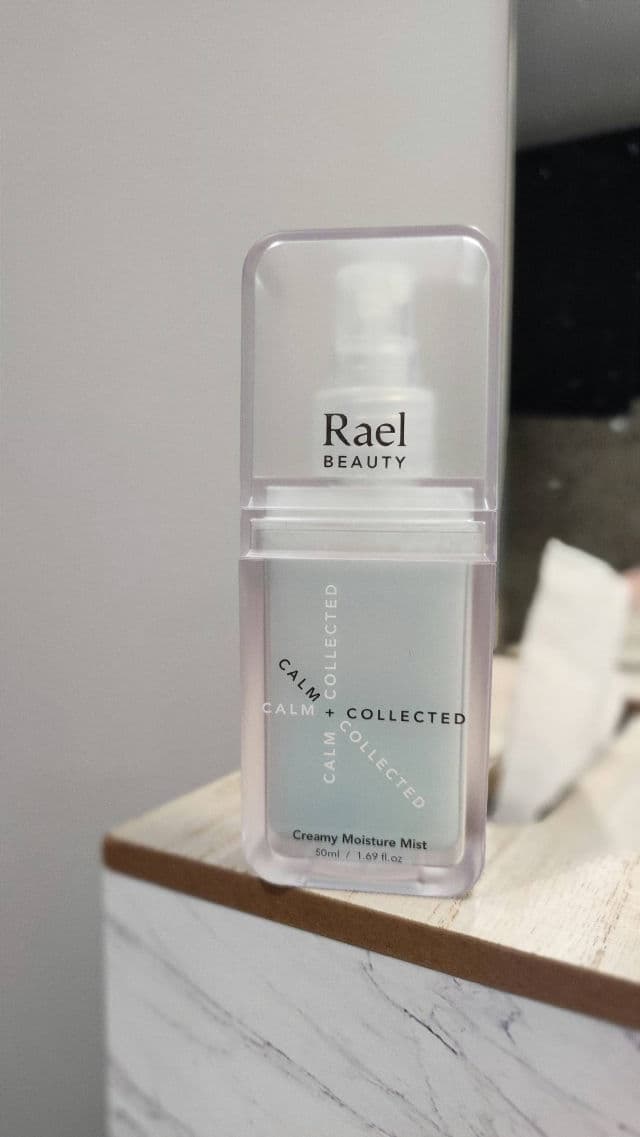 Rael
BEAUTY
CALM COLLECTED
CALM
CALM + COLLECTED
COLLECTED
Creamy Moisture Mist
50ml / 1.69 fl.oz